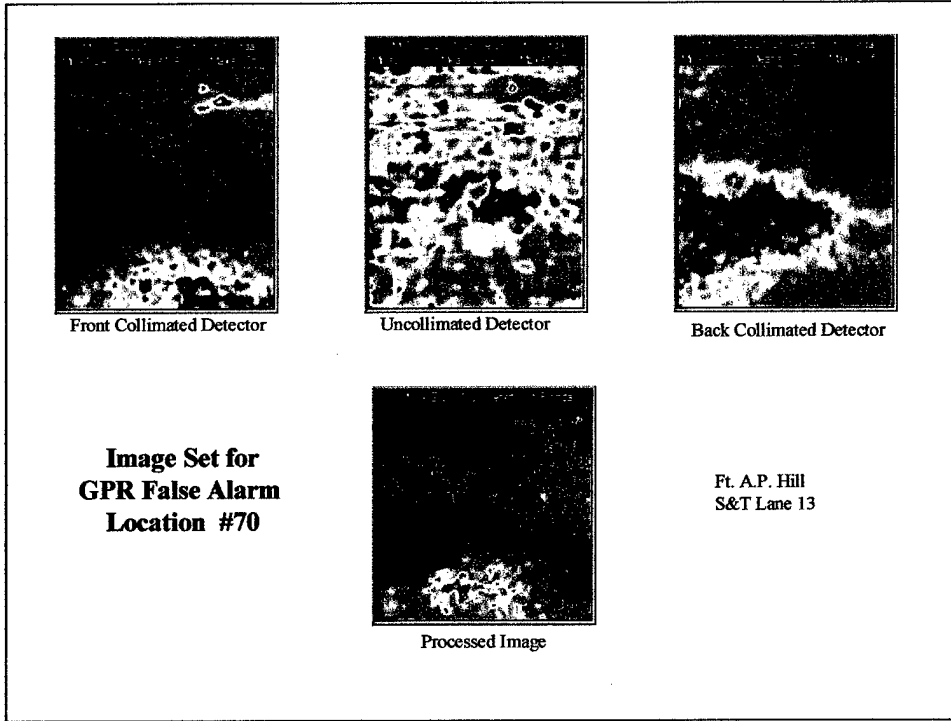 Front Collimated Detector
Uncollimated Detector
Back Collimated Detector
Image Set for
GPR False Alarm
Location #70
Ft. A.P. Hill
S&T Lane 13
Processed Image